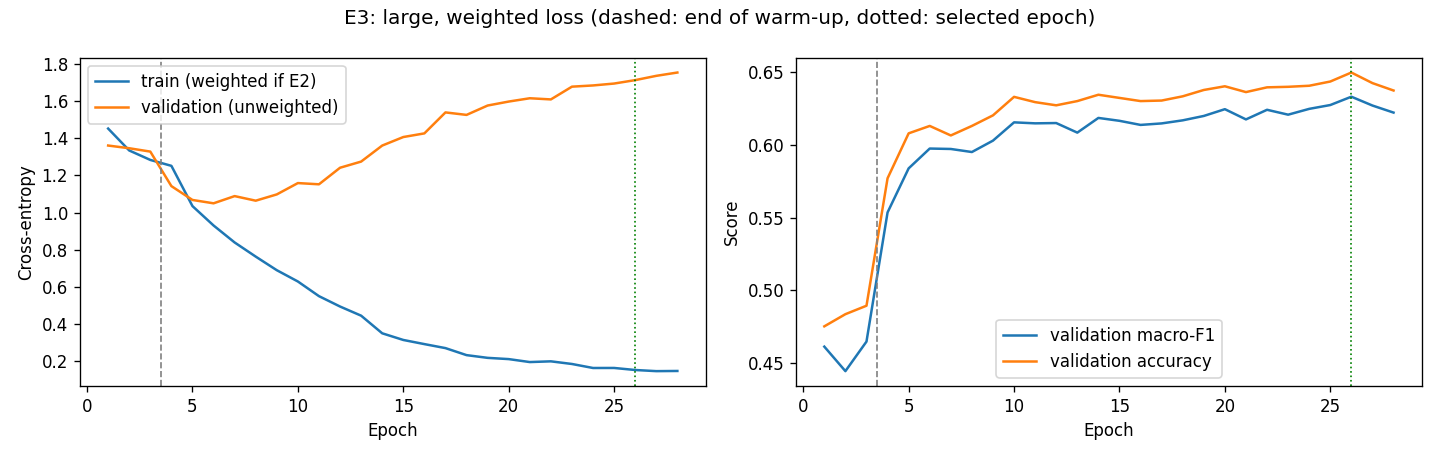 E3: large, weighted loss (dashed: end of warm-up, dotted: selected epoch)
1.8
1.6
1.4
1.2
1.0
0.8
0.6
0.4
0.2
Cross-entropy
train (weighted if E2)
validation (unweighted)
0 5 10 15 20 25
Epoch
0.65
0.60
0.55
0.50
0.45
Score
validation macro-F1
validation accuracy
0 5 10 15 20 25
Epoch